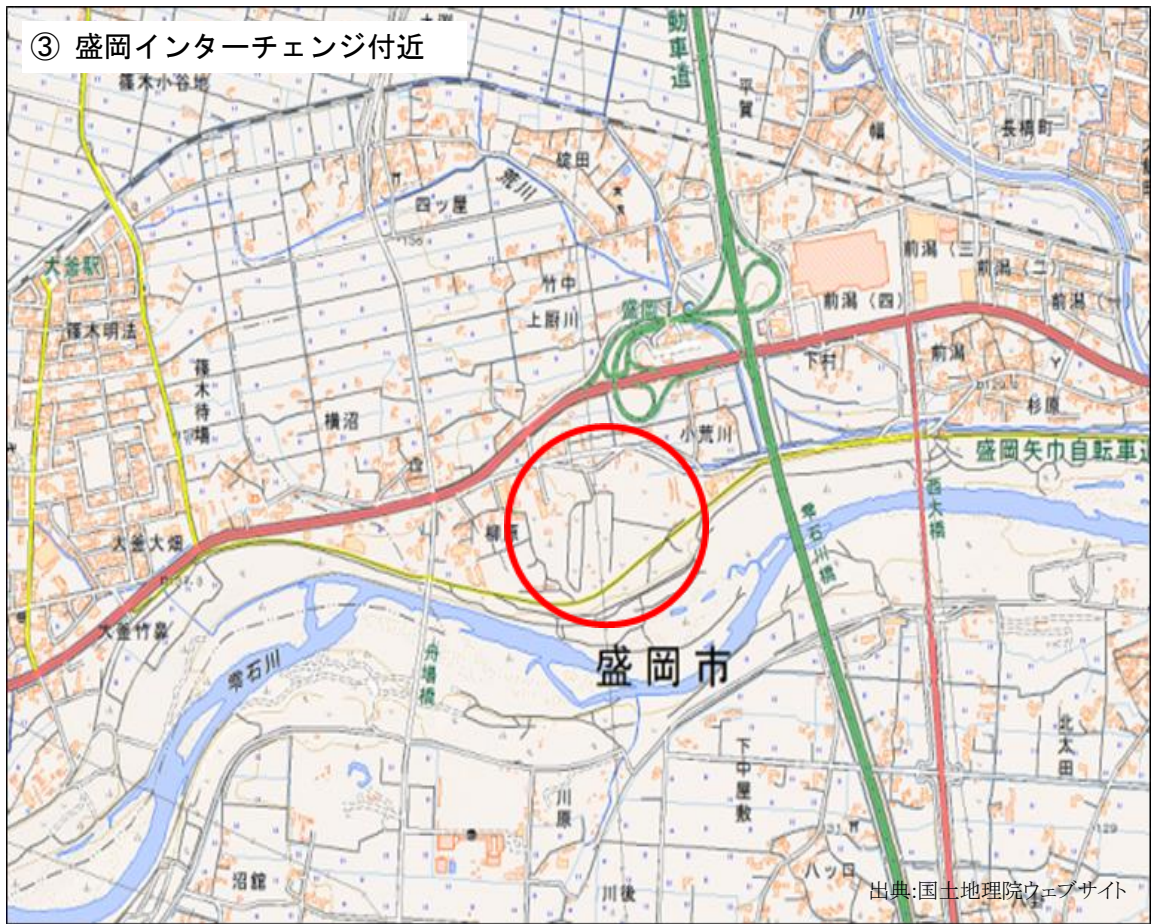 ③ 盛岡インターチェンジ付近
動車道
篠木小谷地
平賀
幅
長橋町
碇田
荒川
四ツ屋
大釜駅
竹中
前潟(三)
前潟(二)
盛岡IC
前潟(四)
前潟(一)
上厨川
篠木明法
下村
前潟
篠木待場
横沼
杉原
小荒川
盛岡矢巾自転車道
柳原
西大橋
大釜大畑
雫石川橋
大釜竹鼻
舟場橋
盛岡市
雫石川
北太田
下中屋敷
川原
129
八ツ口
沼館
川後
出典:国土地理院ウェブサイト